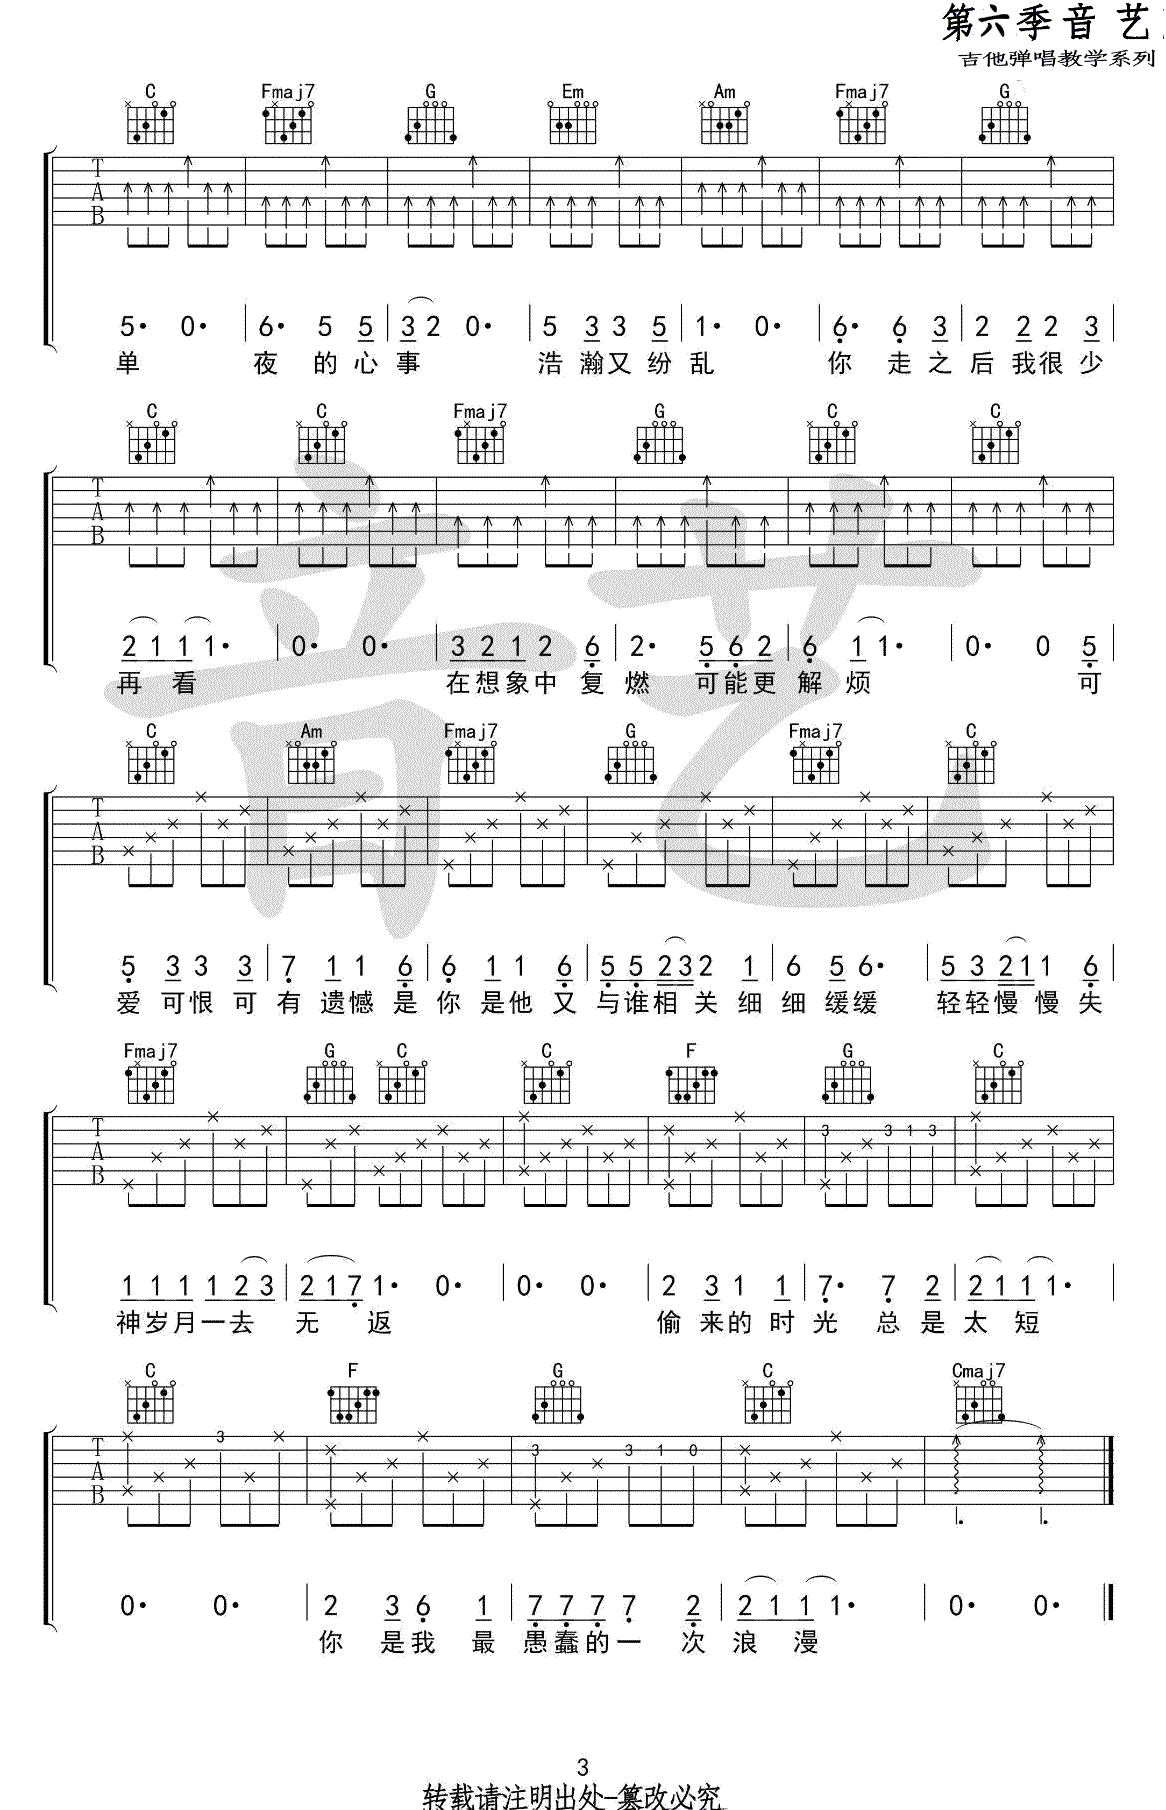 第六季音艺
吉他弹唱教学系列
C Fmaj7 G Em Am Fmaj7 G
T
A
B
5· 0· 6· 5 5 3 2 0· 5 3 3 5 1· 0· 6· 6 3 2 2 2 3
单 夜 的 心 事 浩 瀚 又 纷 乱 你 走 之 后 我 很 少
C C Fmaj7 G C C
T
A
B
2 1 1 1· 0· 0· 3 2 1 2 6 2· 5 6 2 6 1 1· 0· 0 5
再 看 在 想 象 中 复 燃 可 能 更 解 烦 可
C Am Fmaj7 G Fmaj7 C
T
A
B
5 3 3 3 7 1 1 6 6 1 1 6 5 5 2 3 2 1 6 5 6· 5 3 2 1 1 6
爱 可 恨 可 有 遗 憾 是 你 是 他 又 与 谁 相 关 细 细 缓 缓 轻 轻 慢 慢 失
Fmaj7 G C C F G C
T
A
B
3 3 1 3
1 1 1 1 2 3 2 1 7 1· 0· 0· 0· 2 3 1 1 7· 7 2 2 1 1 1·
神 岁 月 一 去 无 返 偷 来 的 时 光 总 是 太 短
C F G C Cmaj7
T
A
B
3 3 3 1 0
0· 0· 2 3 6 1 7 7 7 7 2 2 1 1 1· 0· 0·
你 是 我 最 愚 蠢 的 一 次 浪 漫
音艺
3
转载请注明出处-篡改必究